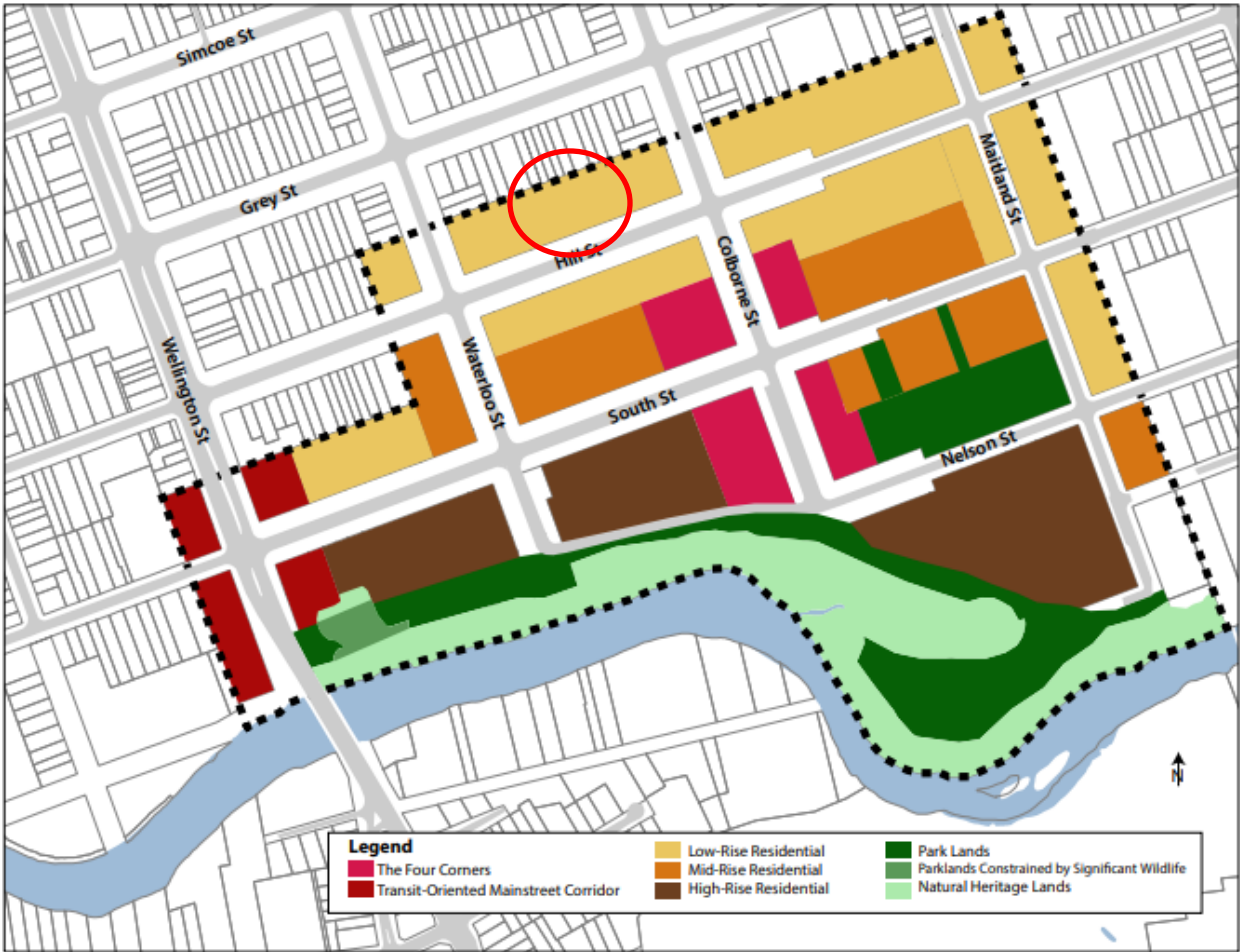 Simcoe St
Grey St
Hill St
Maitland St
Colborne St
Wellington St
Waterloo St
South St
Nelson St
N
Legend
The Four Corners
Transit-Oriented Mainstreet Corridor
Low-Rise Residential
Mid-Rise Residential
High-Rise Residential
Park Lands
Parklands Constrained by Significant Wildlife
Natural Heritage Lands